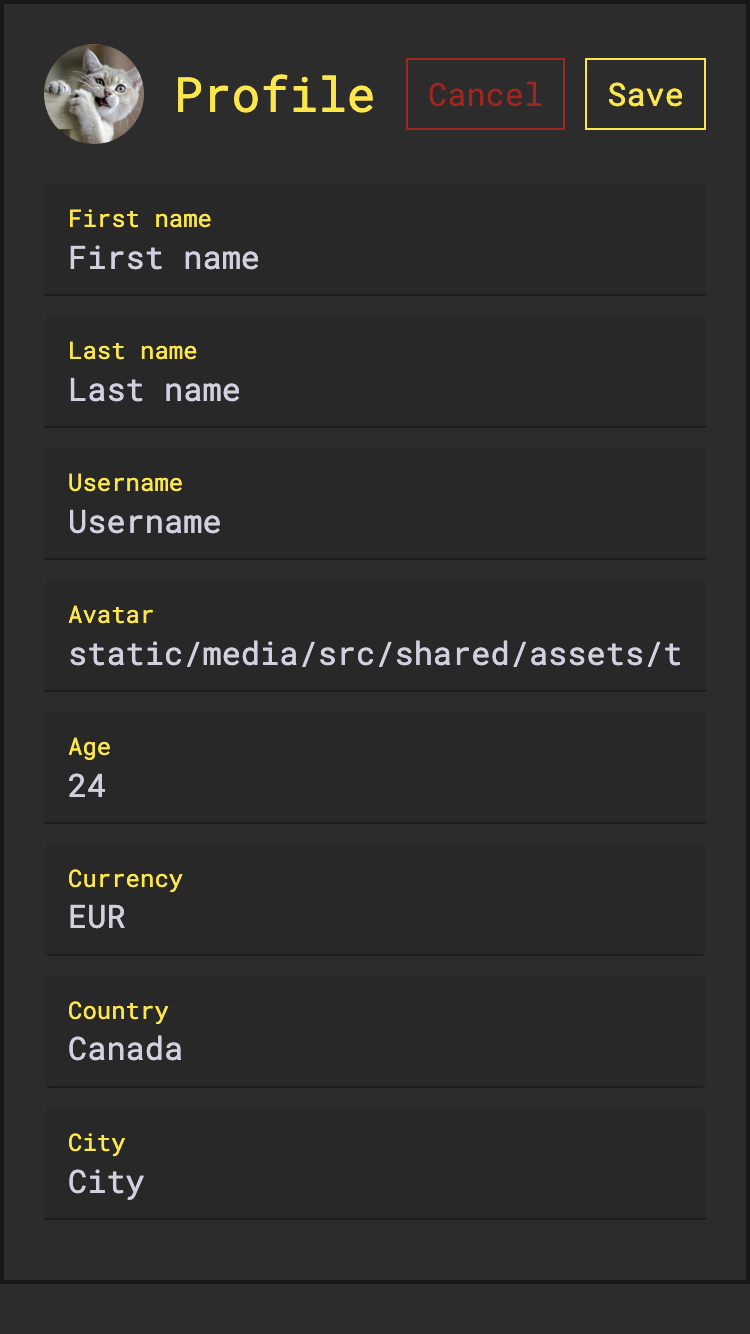 Profile
Cancel
Save
First name
First name
Last name
Last name
Username
Username
Avatar
static/media/src/shared/assets/t
Age
24
Currency
EUR
Country
Canada
City
City